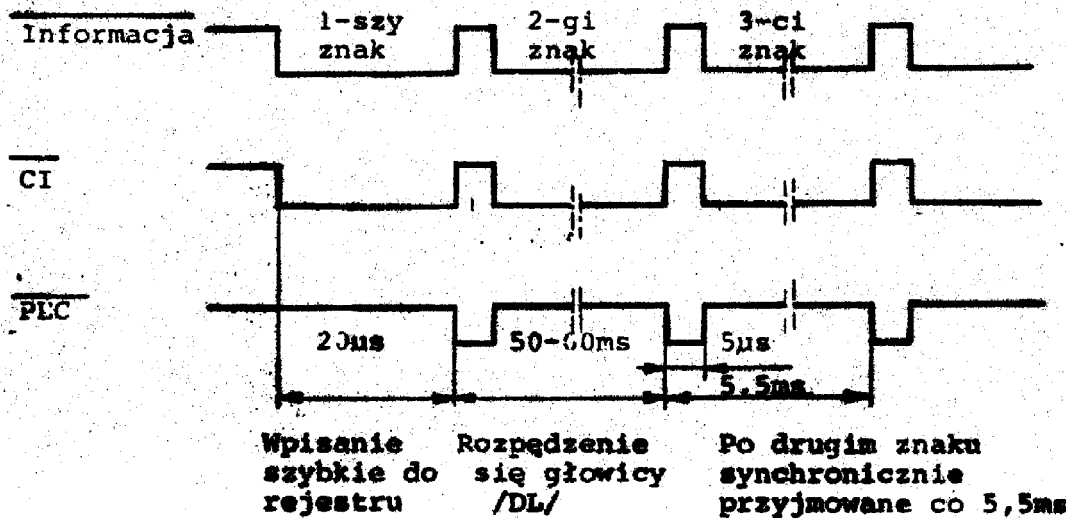 1-szy 2-gi 3-ci
Informacja znak znak znak
CI
PLC
20µs 50-60ms 5µs
5,5ms
Wpisanie Rozpędzenie Po drugim znaku
szybkie do się głowicy synchronicznie
rejestru /DL/ przyjmowane co 5,5ms